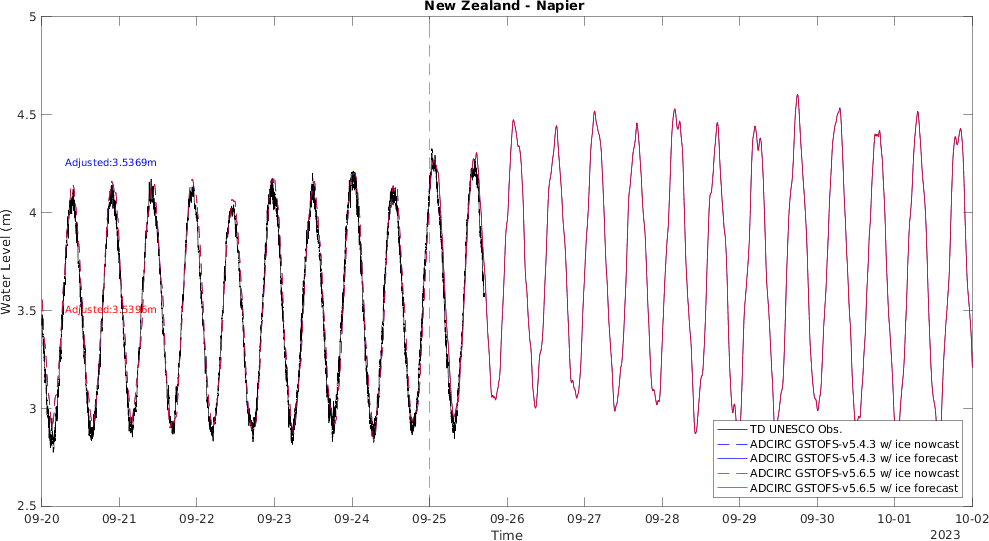 New Zealand - Napier
5
4.5
4
3.5
3
2.5
Water Level (m)
Adjusted:3.5369m
Adjusted:3.5396m
TD UNESCO Obs.
ADCIRC GSTOFS-v5.4.3 w/ ice nowcast
ADCIRC GSTOFS-v5.4.3 w/ ice forecast
ADCIRC GSTOFS-v5.6.5 w/ ice nowcast
ADCIRC GSTOFS-v5.6.5 w/ ice forecast
09-20 09-21 09-22 09-23 09-24 09-25 09-26 09-27 09-28 09-29 09-30 10-01 10-02
Time
2023